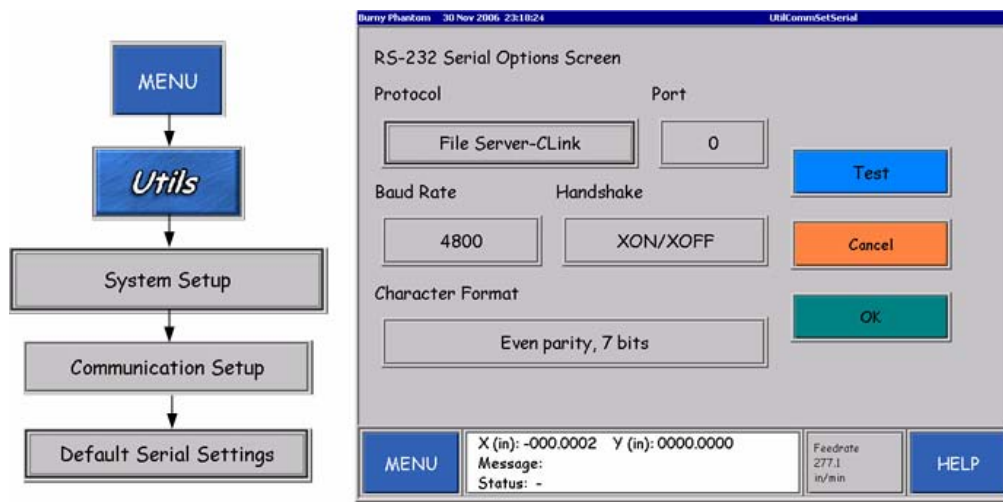 MENU
Utils
System Setup
Communication Setup
Default Serial Settings
Burny Phantom 30 Nov 2006 23:18:24 UtilCommSetSerial
RS-232 Serial Options Screen
Protocol Port
File Server-CLink 0
Test
Baud Rate Handshake
4800 XON/XOFF
Cancel
Character Format
OK
Even parity, 7 bits
MENU
X (in): -000.0002 Y (in): 0000.0000
Message:
Status: -
Feedrate
277.1
in/min
HELP